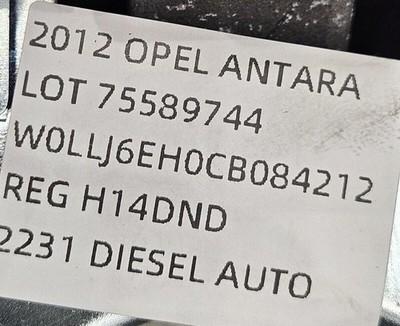 2012 OPEL ANTARA
LOT 75589744
W0LLJ6EH0CB084212
REG H14DND
2231 DIESEL AUTO